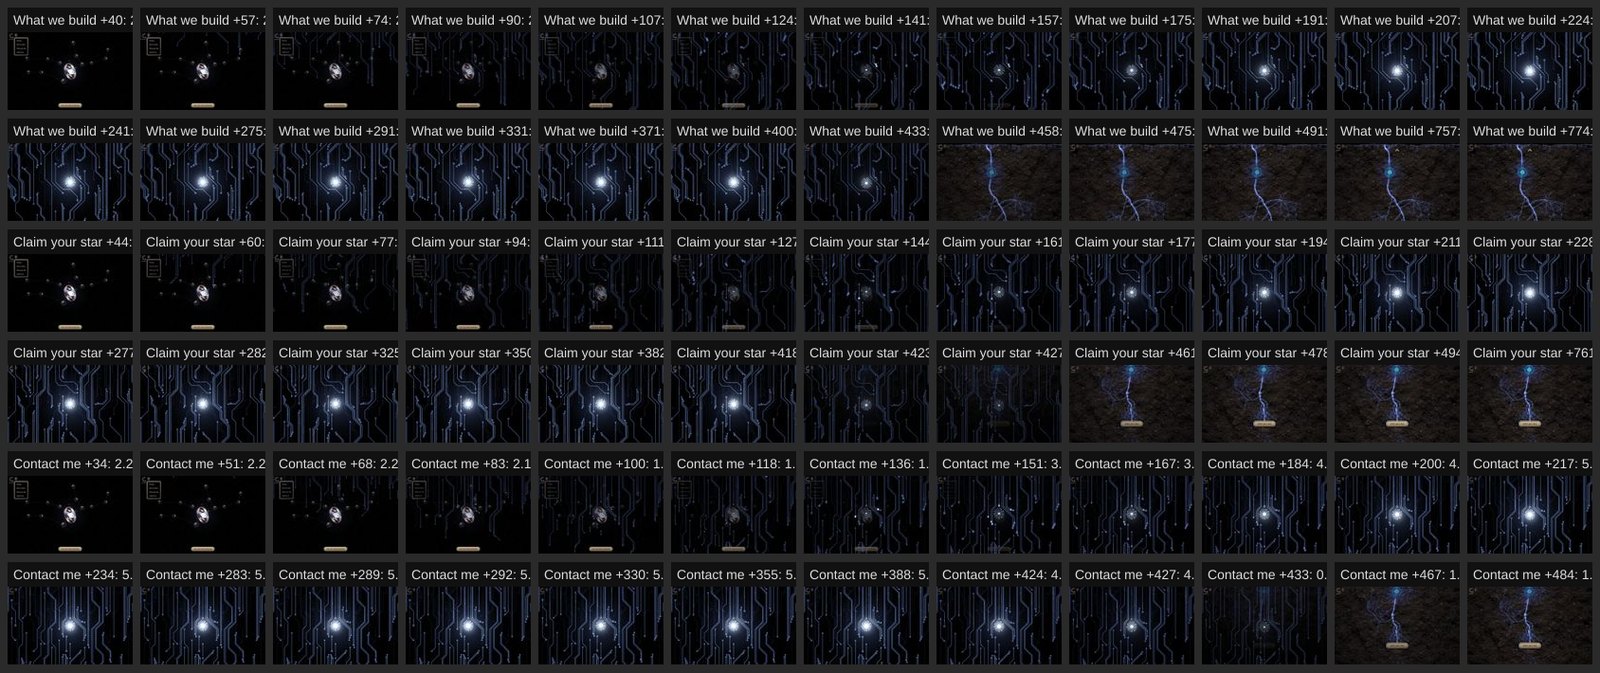 What we build +40: 2
What we build +57: 2
What we build +74: 2
What we build +90: 2
What we build +107:
What we build +124:
What we build +141:
What we build +157:
What we build +175:
What we build +191:
What we build +207:
What we build +224:
What we build +241:
What we build +275:
What we build +291:
What we build +331:
What we build +371:
What we build +400:
What we build +433:
What we build +458:
What we build +475:
What we build +491:
What we build +757:
What we build +774:
Claim your star +44:
Claim your star +60:
Claim your star +77:
Claim your star +94:
Claim your star +111
Claim your star +127
Claim your star +144
Claim your star +161
Claim your star +177
Claim your star +194
Claim your star +211
Claim your star +228
Claim your star +277
Claim your star +282
Claim your star +325
Claim your star +350
Claim your star +382
Claim your star +418
Claim your star +423
Claim your star +427
Claim your star +461
Claim your star +478
Claim your star +494
Claim your star +761
Contact me +34: 2.2
Contact me +51: 2.2
Contact me +68: 2.2
Contact me +83: 2.1
Contact me +100: 1.
Contact me +118: 1.
Contact me +136: 1.
Contact me +151: 3.
Contact me +167: 3.
Contact me +184: 4.
Contact me +200: 4.
Contact me +217: 5.
Contact me +234: 5.
Contact me +283: 5.
Contact me +289: 5.
Contact me +292: 5.
Contact me +330: 5.
Contact me +355: 5.
Contact me +388: 5.
Contact me +424: 4.
Contact me +427: 4.
Contact me +433: 0.
Contact me +467: 1.
Contact me +484: 1.